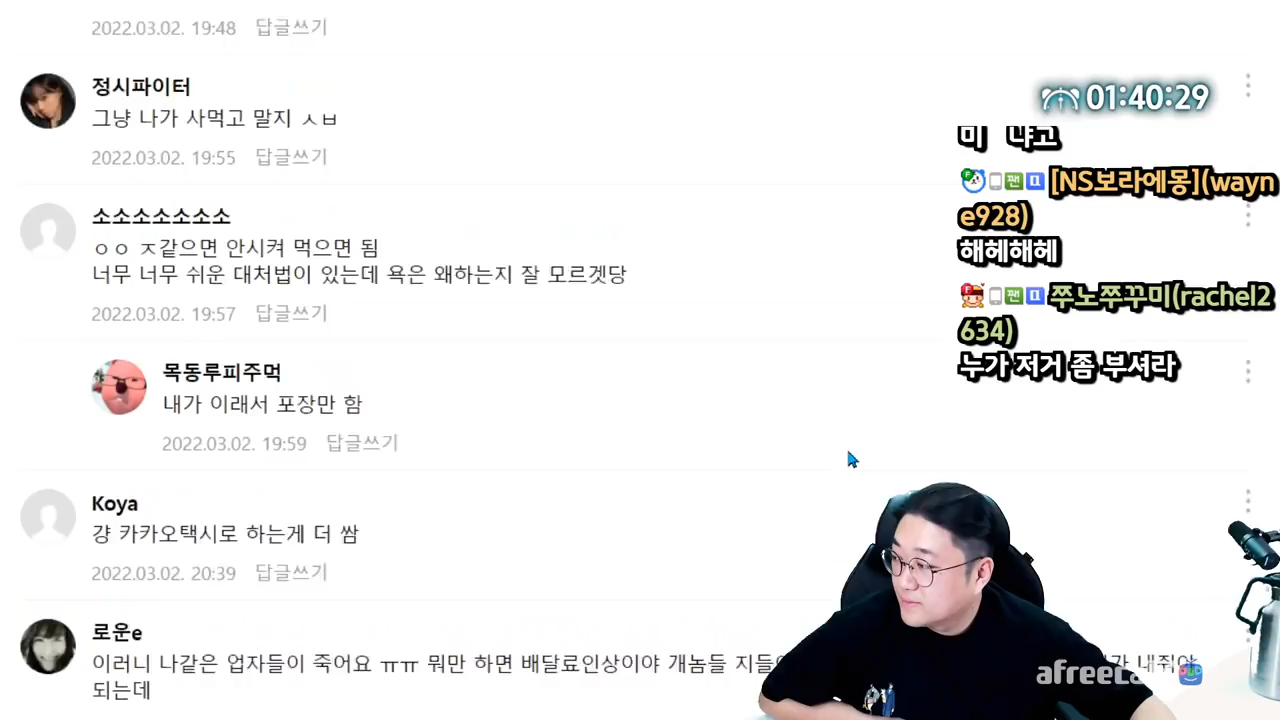 2022.03.02. 19:48 답글쓰기
정시파이터
그냥 나가 사먹고 말지 ㅅㅂ
2022.03.02. 19:55 답글쓰기
소소소소소소소
ㅇㅇ ㅈ같으면 안시켜 먹으면 됨
너무 너무 쉬운 대처법이 있는데 욕은 왜하는지 잘 모르겟당
2022.03.02. 19:57 답글쓰기
목동루피주먹
내가 이래서 포장만 함
2022.03.02. 19:59 답글쓰기
Koya
걍 카카오택시로 하는게 더 쌈
2022.03.02. 20:39 답글쓰기
로운e
이러니 나같은 업자들이 죽어요 ㅠㅠ 뭐만 하면 배달료인상이야 개놈들 지들
되는데
01:40:29
[NS보라에몽](wayn
e928)
해헤해헤
쭈노쭈꾸미(rachel2
634)
누가 저거 좀 부셔라